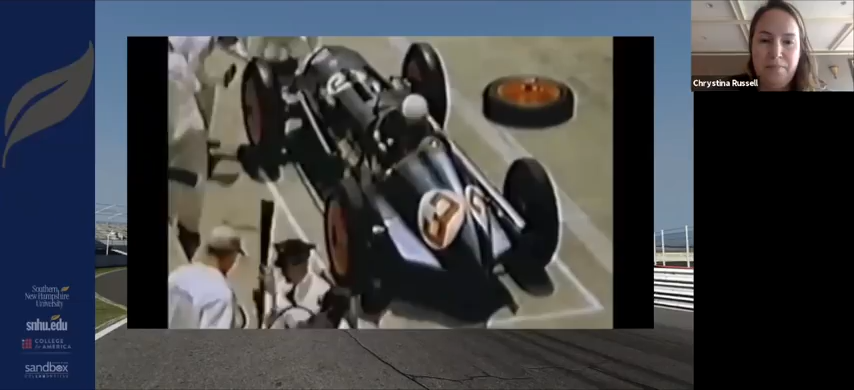 Chrystina Russell
Southern
New Hampshire
University
snhu.edu
COLLEGE
for AMERICA
sandbox